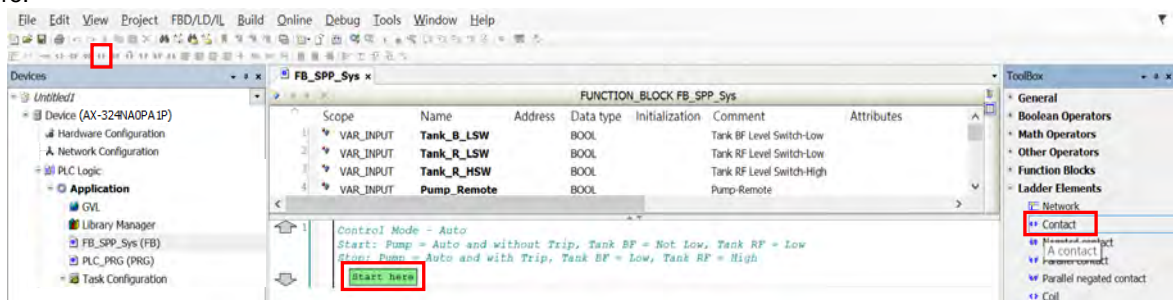 File Edit View Project FBD/LD/IL Build Online Debug Tools Window Help
Devices
Untitled1
Device (AX-324NA0PA1P)
Hardware Configuration
Network Configuration
PLC Logic
Application
GVL
Library Manager
FB_SPP_Sys (FB)
PLC_PRG (PRG)
Task Configuration
FB_SPP_Sys
FUNCTION_BLOCK FB_SPP_Sys
Scope Name Address Data type Initialization Comment Attributes
1 VAR_INPUT Tank_B_LSW BOOL Tank BF Level Switch-Low
2 VAR_INPUT Tank_R_LSW BOOL Tank RF Level Switch-Low
3 VAR_INPUT Tank_R_HSW BOOL Tank RF Level Switch-High
4 VAR_INPUT Pump_Remote BOOL Pump-Remote
1 Control Mode - Auto
Start: Pump = Auto and without Trip, Tank BF = Not Low, Tank RF = Low
Stop: Pump = Auto and with Trip, Tank BF = Low, Tank RF = High
Start here
ToolBox
General
Boolean Operators
Math Operators
Other Operators
Function Blocks
Ladder Elements
Network
Contact
A contact
Parallel negated contact
Coil